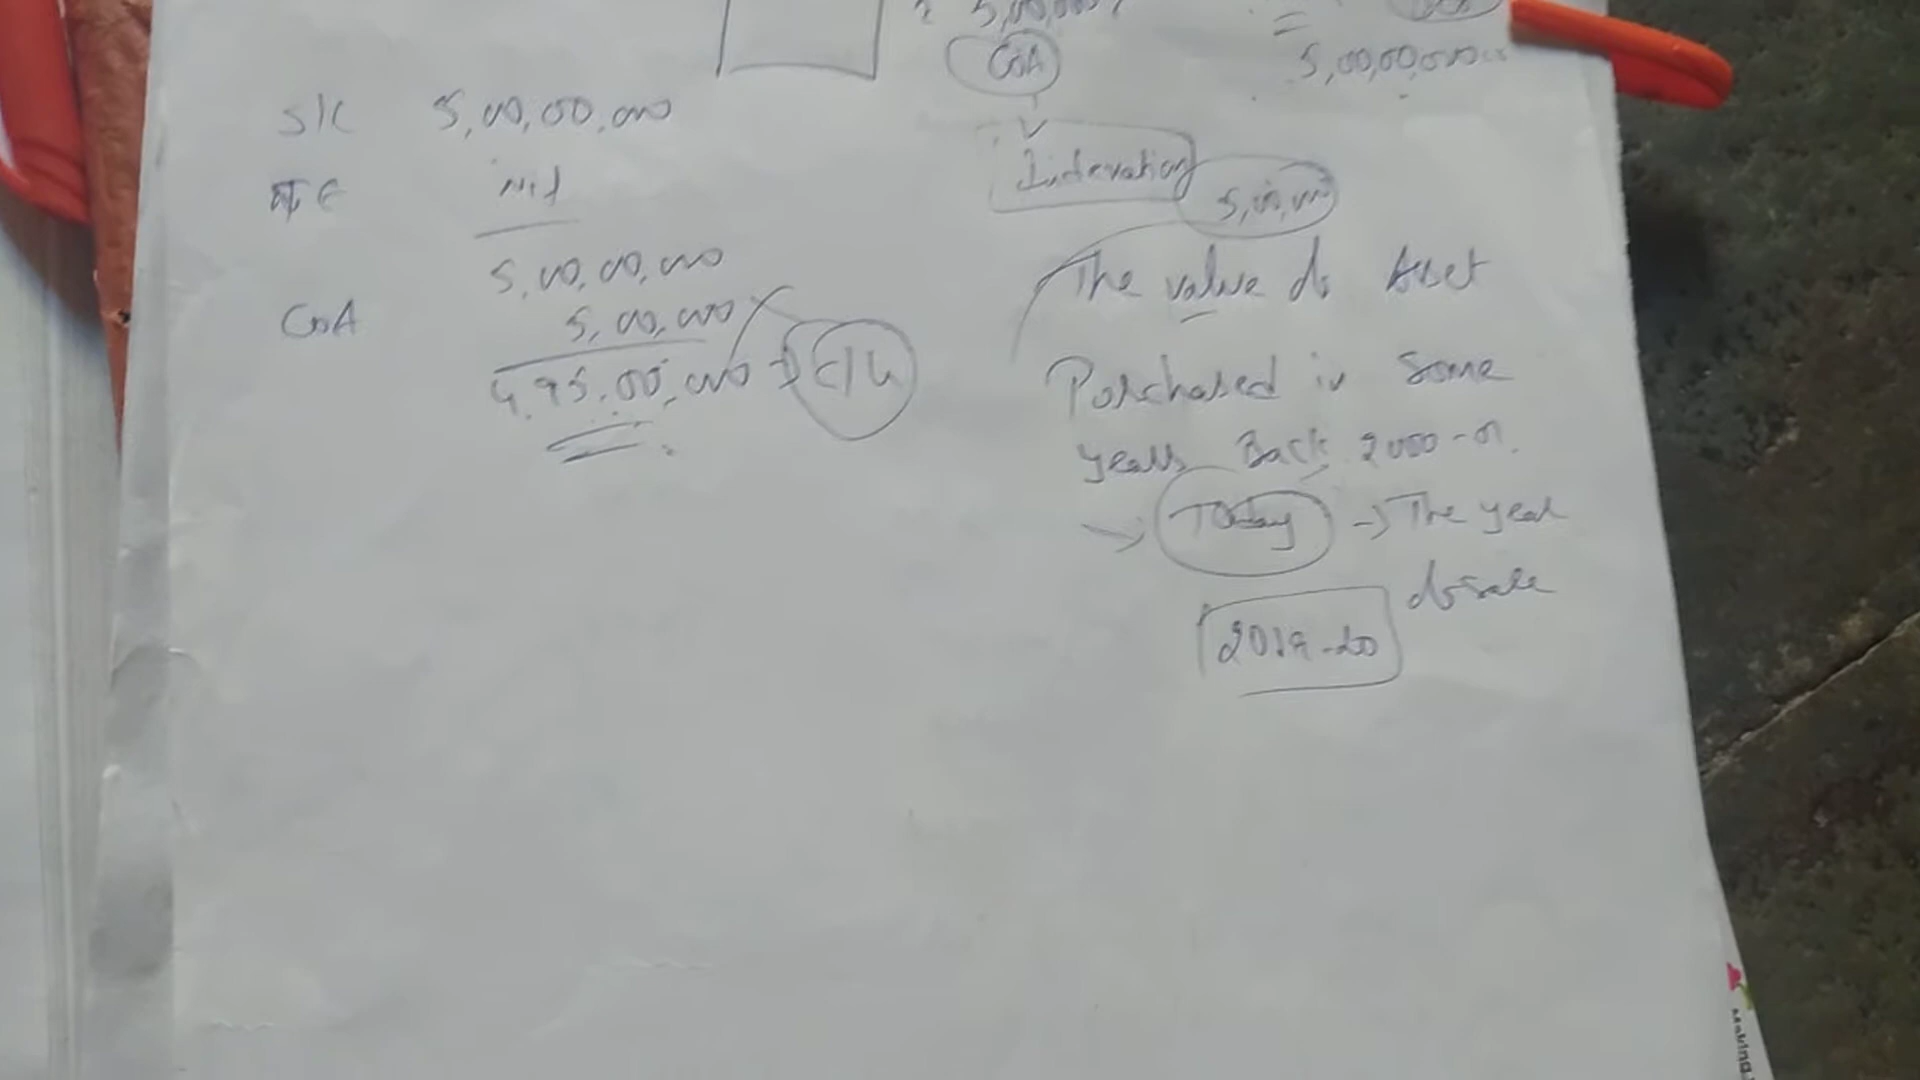 5,00,000/
=
CoA
5,00,00,000
S/C 5,00,00,000
Indexation
TE Nil
5,00,000
5,00,00,000
The value of Asset
CoA 5,00,000
4,95,00,000 → C/G
Purchased in Some
years Back 2000-01.
→ Today → The year
of sale
2019-20
Making